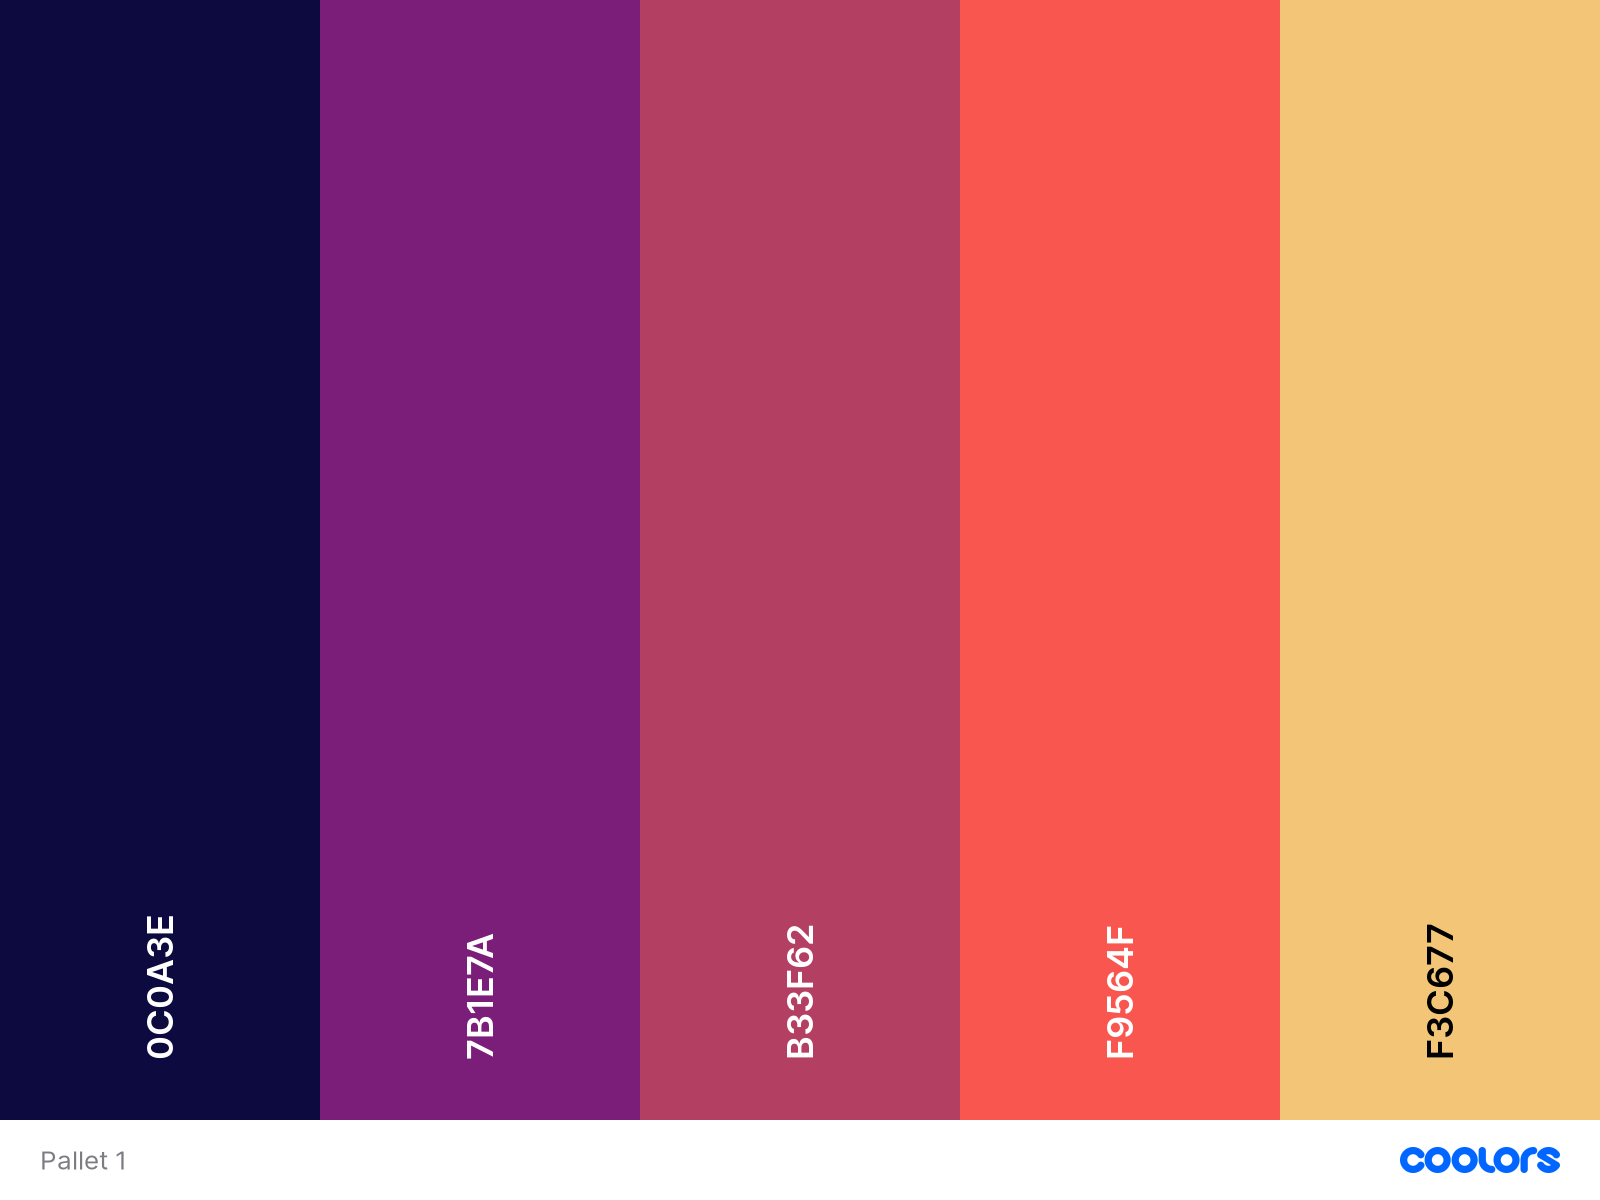 0C0A3E
7B1E7A
B33F62
F9564F
F3C677
Pallet 1
coolors